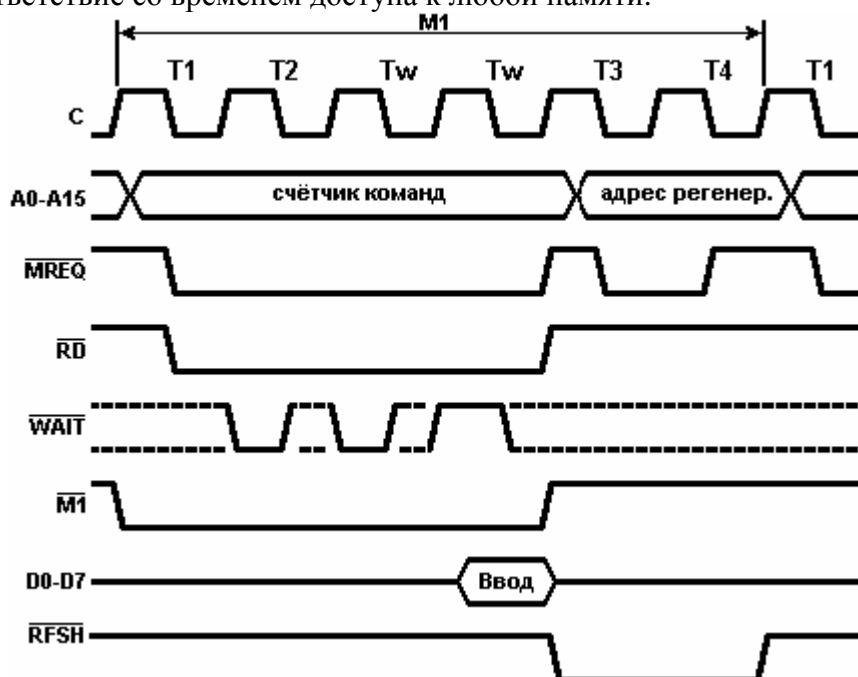 тветствие со временем доступа к любой памяти.
M1
T1 T2 Tw Tw T3 T4 T1
C
A0-A15 счётчик команд адрес регенер.
MREQ
RD
WAIT
M1
D0-D7 Ввод
RFSH